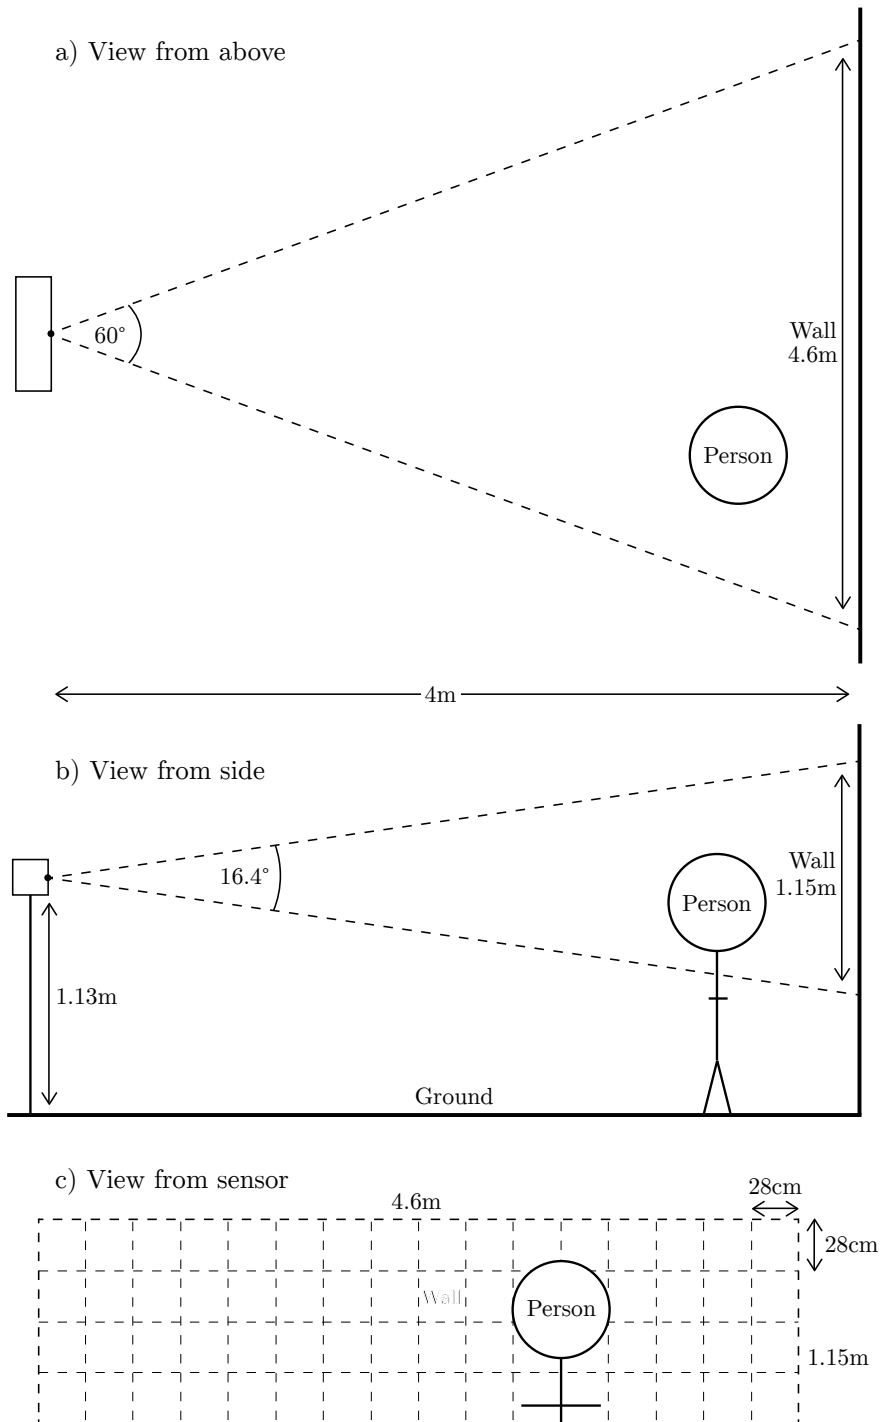 a) View from above
60°
Wall
4.6m
Person
4m
b) View from side
16.4°
Wall
1.15m
Person
1.13m
Ground
c) View from sensor
28cm
4.6m
28cm
Wall
Person
1.15m